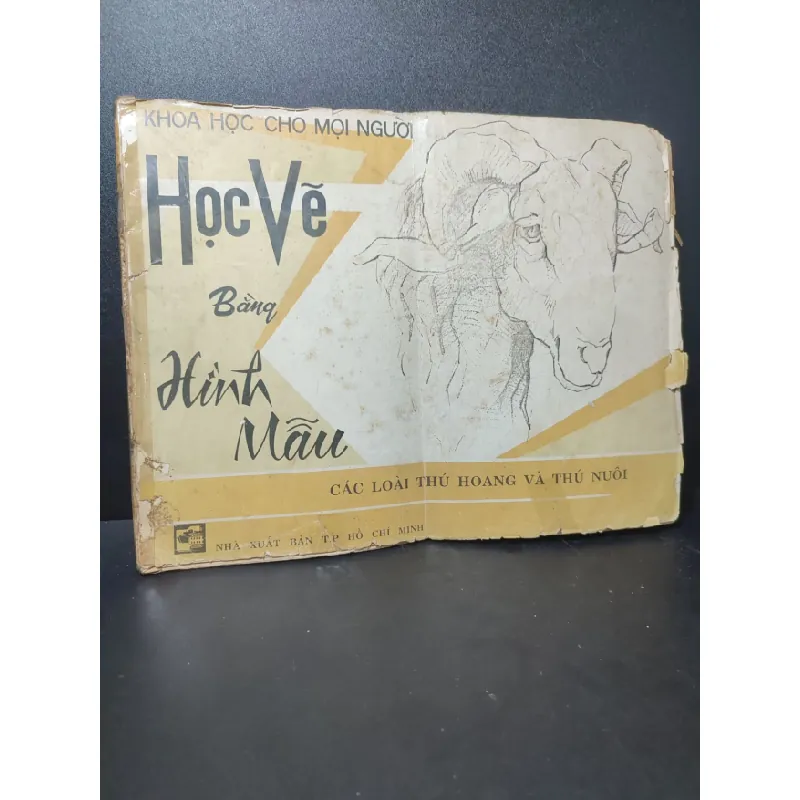 KHOA HỌC CHO MỌI NGƯỜI
HỌC VẼ
Bằng
Hình
Mẫu
CÁC LOÀI THÚ HOANG VÀ THÚ NUÔI
NHÀ XUẤT BẢN T.P HỒ CHÍ MINH